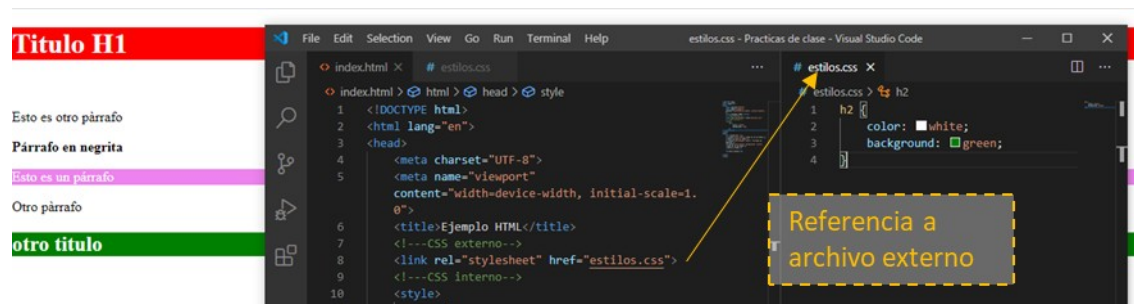 Titulo H1
Esto es otro pàrrafo
Párrafo en negrita
Esto es un párrafo
Otro pàrrafo
otro titulo
File Edit Selection View Go Run Terminal Help
estilos.css - Practicas de clase - Visual Studio Code
index.html
# estilos.css
index.html > html > head > style
1 <!DOCTYPE html>
2 <html lang="en">
3 <head>
4 <meta charset="UTF-8">
5 <meta name="viewport"
content="width=device-width, initial-scale=1.
0">
6 <title>Ejemplo HTML</title>
7 <!---CSS externo-->
8 <link rel="stylesheet" href="estilos.css">
9 <!---CSS interno-->
10 <style>
# estilos.css
# estilos.css > h2
1 h2 {
2 color: white;
3 background: green;
4 }
Referencia a
archivo externo